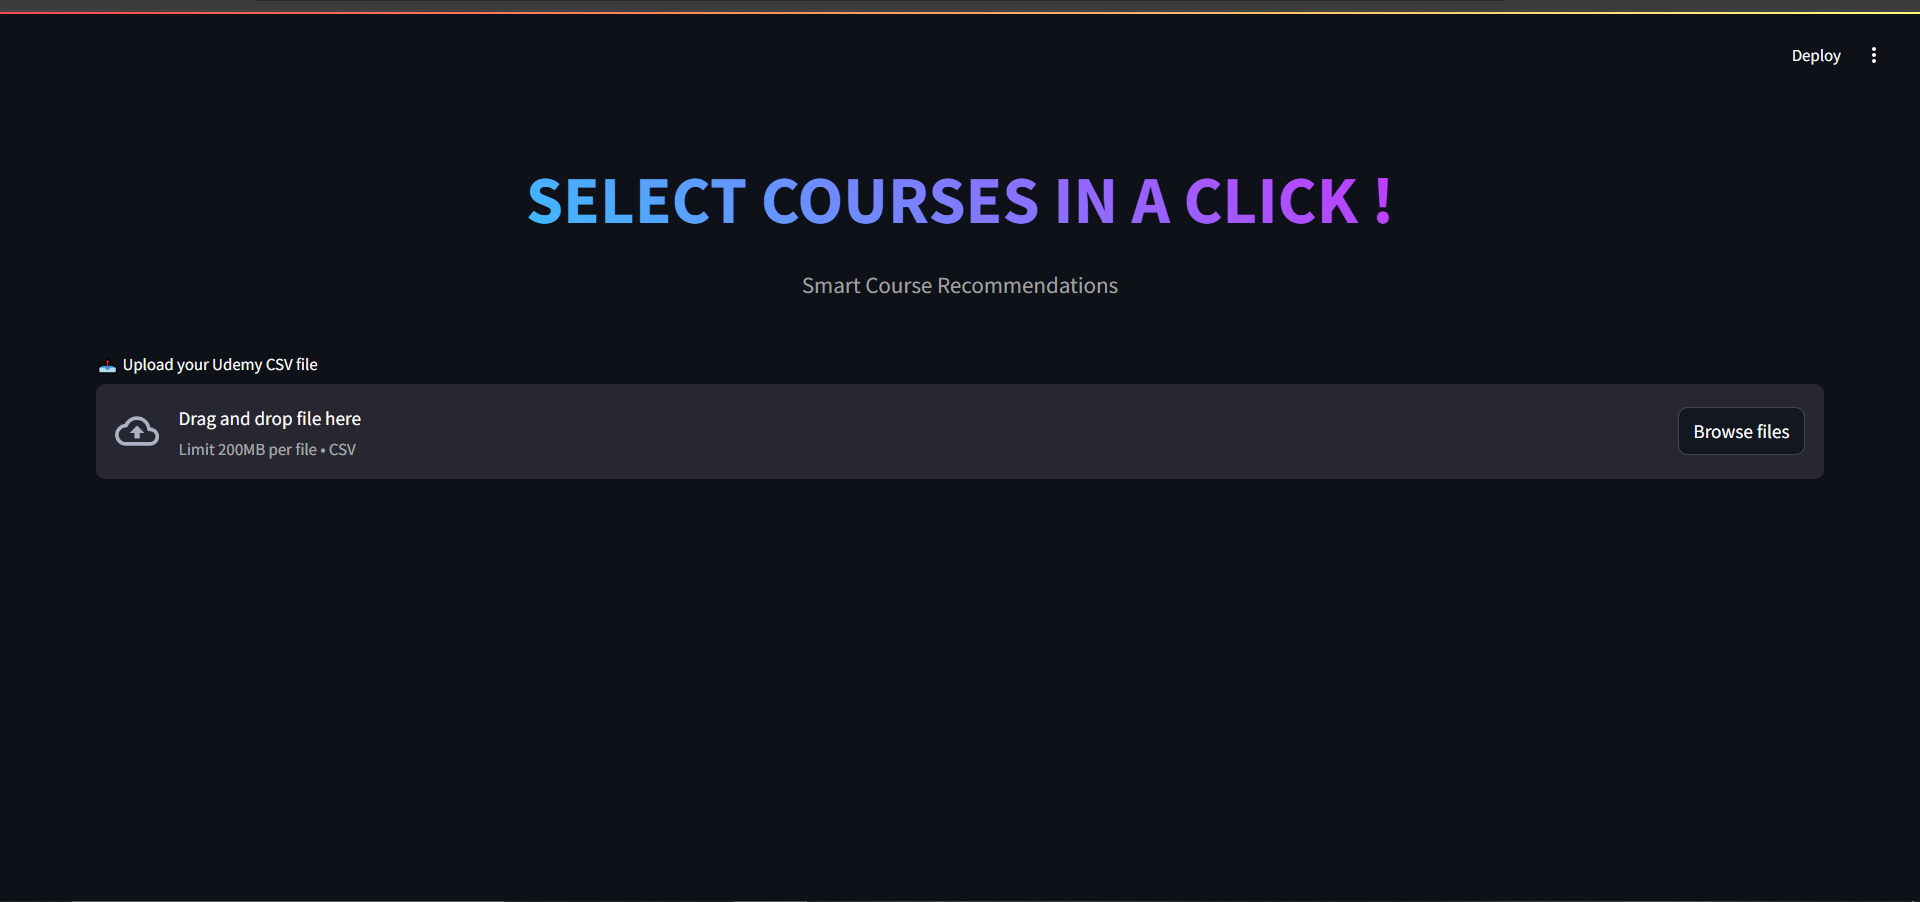 Deploy
SELECT COURSES IN A CLICK !
Smart Course Recommendations
📤 Upload your Udemy CSV file
Drag and drop file here
Limit 200MB per file • CSV
Browse files